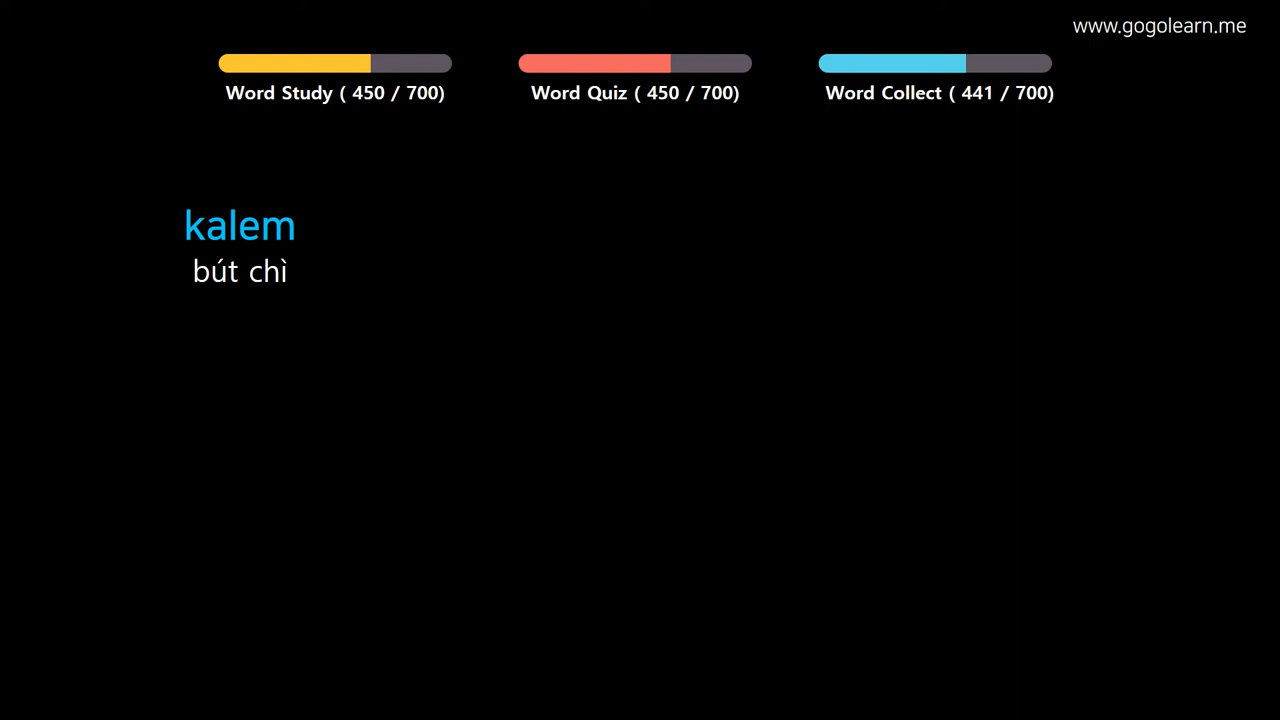 www.gogolearn.me
Word Study ( 450 / 700)
Word Quiz ( 450 / 700)
Word Collect ( 441 / 700)
kalem
bút chì